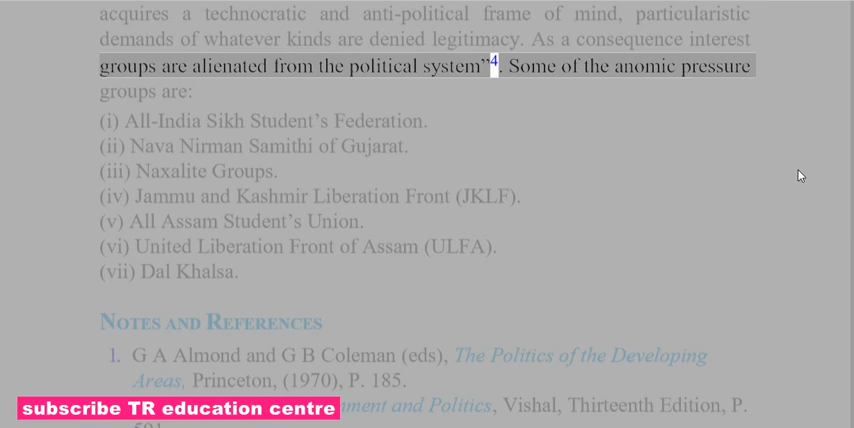 acquires a technocratic and anti-political frame of mind, particularistic
demands of whatever kinds are denied legitimacy. As a consequence interest
groups are alienated from the political system”4. Some of the anomic pressure
groups are:
(i) All-India Sikh Student’s Federation.
(ii) Nava Nirman Samithi of Gujarat.
(iii) Naxalite Groups.
(iv) Jammu and Kashmir Liberation Front (JKLF).
(v) All Assam Student’s Union.
(vi) United Liberation Front of Assam (ULFA).
(vii) Dal Khalsa.
NOTES AND REFERENCES
1. G A Almond and G B Coleman (eds), The Politics of the Developing
Areas, Princeton, (1970), P. 185.
subscribe TR education centre
and Politics, Vishal, Thirteenth Edition, P.